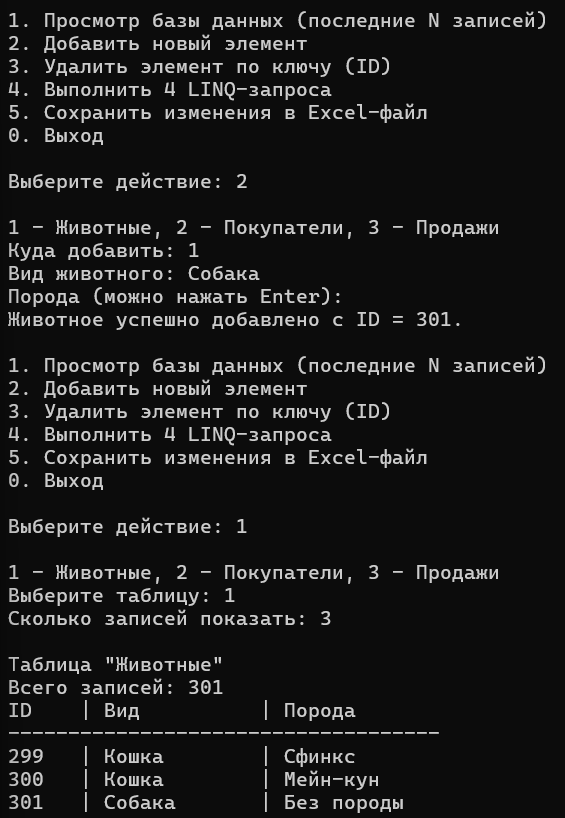 1. Просмотр базы данных (последние N записей)
2. Добавить новый элемент
3. Удалить элемент по ключу (ID)
4. Выполнить 4 LINQ-запроса
5. Сохранить изменения в Excel-файл
0. Выход
Выберите действие: 2
1 - Животные, 2 - Покупатели, 3 - Продажи
Куда добавить: 1
Вид животного: Собака
Порода (можно нажать Enter):
Животное успешно добавлено с ID = 301.
1. Просмотр базы данных (последние N записей)
2. Добавить новый элемент
3. Удалить элемент по ключу (ID)
4. Выполнить 4 LINQ-запроса
5. Сохранить изменения в Excel-файл
0. Выход
Выберите действие: 1
1 - Животные, 2 - Покупатели, 3 - Продажи
Выберите таблицу: 1
Сколько записей показать: 3
Таблица "Животные"
Всего записей: 301
ID    | Вид          | Порода
------------------------------------
299   | Кошка        | Сфинкс
300   | Кошка        | Мейн-кун
301   | Собака       | Без породы